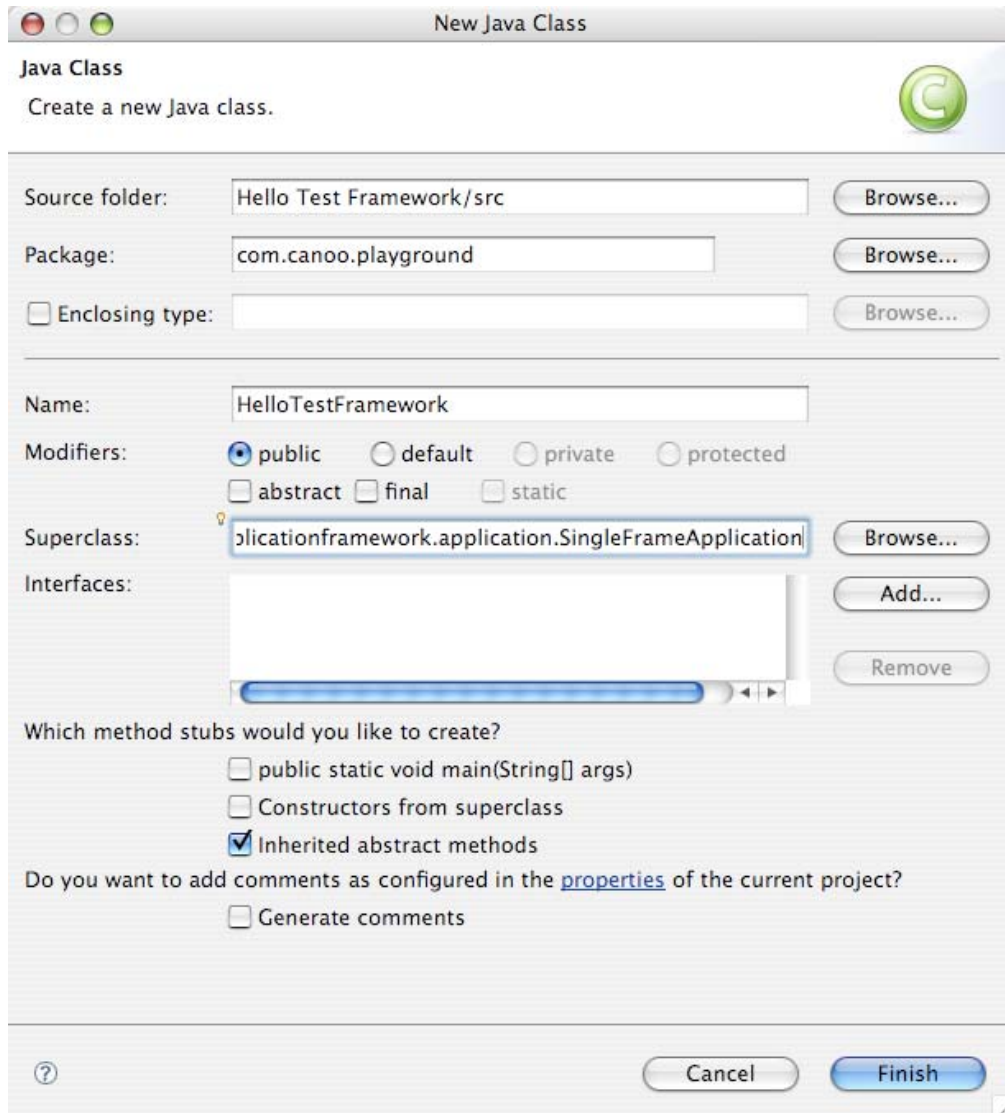 New Java Class
Java Class
Create a new Java class.
Source folder: Hello Test Framework/src Browse...
Package: com.canoo.playground Browse...
Enclosing type: Browse...
Name: HelloTestFramework
Modifiers: public default private protected
abstract final static
Superclass: plicationframework.application.SingleFrameApplication Browse...
Interfaces: Add...
Remove
Which method stubs would you like to create?
public static void main(String[] args)
Constructors from superclass
Inherited abstract methods
Do you want to add comments as configured in the properties of the current project?
Generate comments
? Cancel Finish